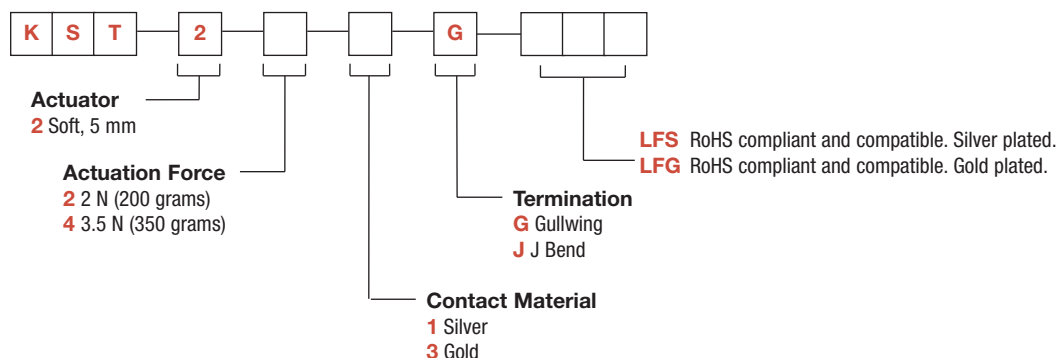 K S T 2 G
Actuator
2 Soft, 5 mm
Actuation Force
2 2 N (200 grams)
4 3.5 N (350 grams)
LFS RoHS compliant and compatible. Silver plated.
LFG RoHS compliant and compatible. Gold plated.
Termination
G Gullwing
J J Bend
Contact Material
1 Silver
3 Gold